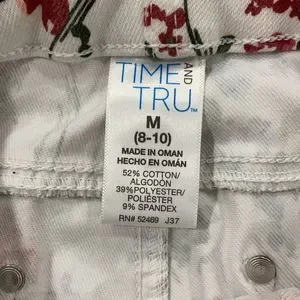 TIME AND
TRU™
M
(8-10)
MADE IN OMAN
HECHO EN OMÁN
52% COTTON/
ALGODÓN
39%POLYESTER/
POLIÉSTER
9% SPANDEX
RN# 52469 J37